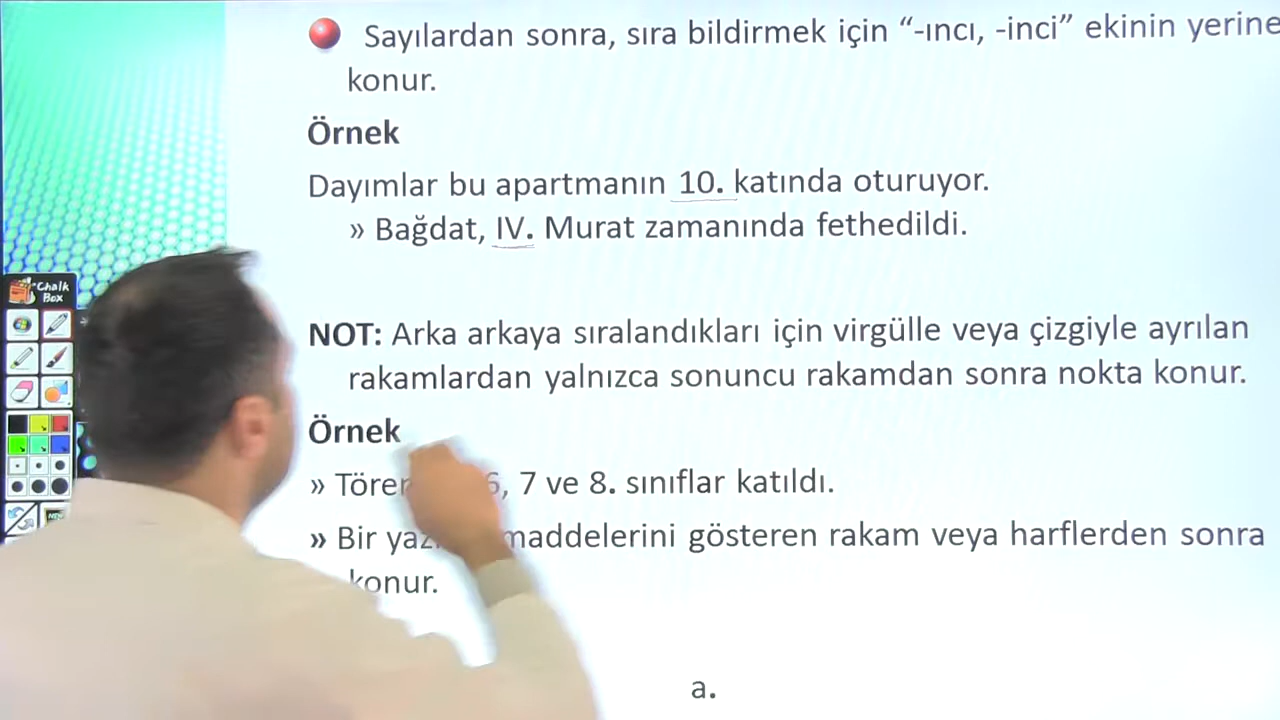 Sayılardan sonra, sıra bildirmek için “-ıncı, -inci” ekinin yerine
konur.
Örnek
Dayımlar bu apartmanın 10. katında oturuyor.
» Bağdat, IV. Murat zamanında fethedildi.
Chalk
Box
NOT: Arka arkaya sıralandıkları için virgülle veya çizgiyle ayrılan
rakamlardan yalnızca sonuncu rakamdan sonra nokta konur.
Örnek
» 6, 7 ve 8. sınıflar katıldı.
» Bir maddelerini gösteren rakam veya harflerden sonra
konur.
a.